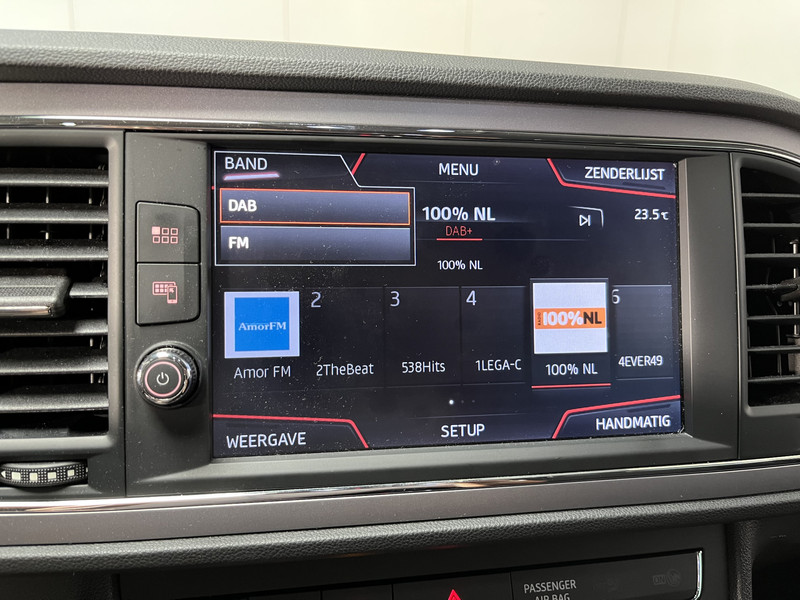 BAND
MENU
ZENDERLIJST
DAB
FM
100% NL
DAB+
100% NL
23.5°C
AmorFM
Amor FM
2
2TheBeat
3
538Hits
4
1LEGA-C
100%NL
100% NL
6
4EVER49
WEERGAVE
SETUP
HANDMATIG
PASSENGER
AIR BAG